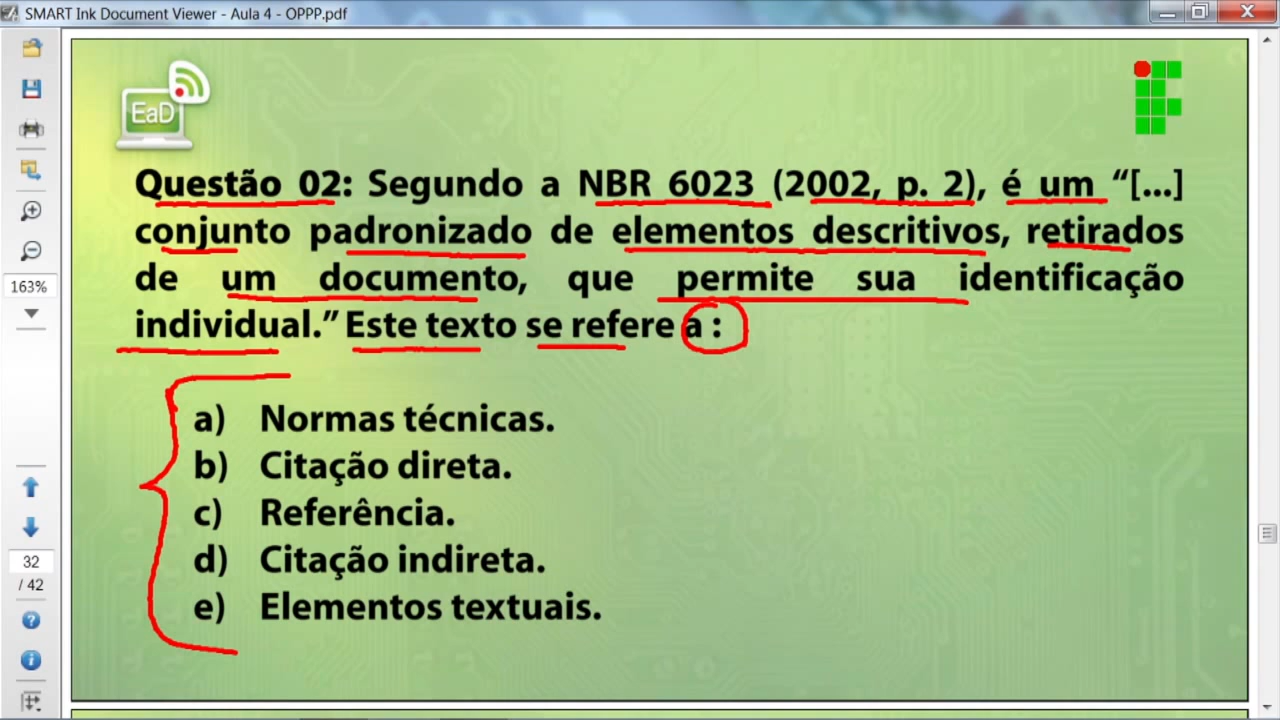 SMART Ink Document Viewer - Aula 4 - OPPP.pdf
EaD
Questão 02: Segundo a NBR 6023 (2002, p. 2), é um “[...]
conjunto padronizado de elementos descritivos, retirados
de um documento, que permite sua identificação
individual.” Este texto se refere a :
a) Normas técnicas.
b) Citação direta.
c) Referência.
d) Citação indireta.
e) Elementos textuais.
163%
32
/ 42